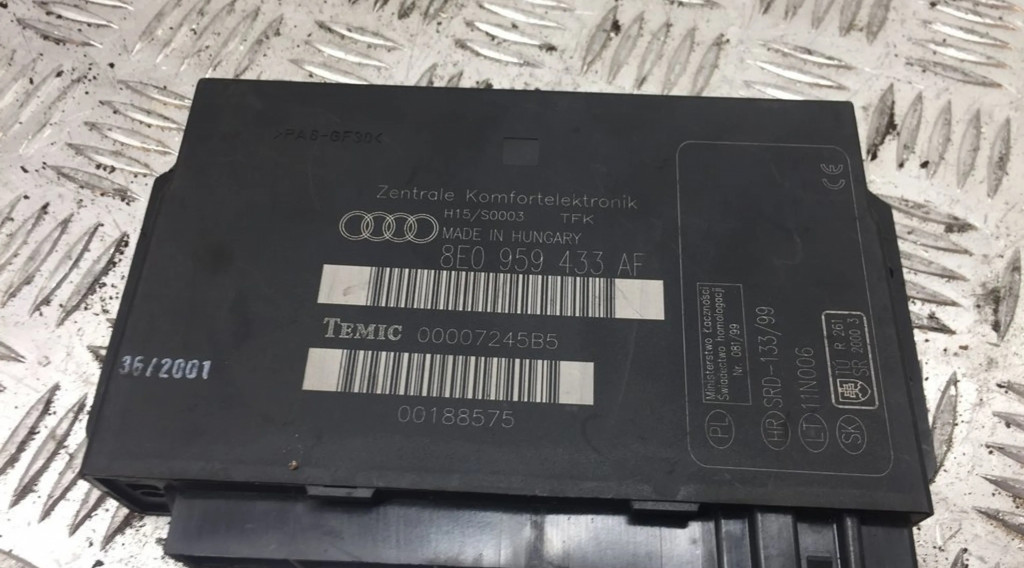 >PA6-GF30<
Zentrale Komfortelektronik
H15/S0003 TFK
MADE IN HUNGARY
8E0 959 433 AF
TEMIC 00007245B5
36/2001
00188575
CE
PL Ministerstwo Łączności
Świadectwo homologacji
Nr. 081/99
HR SRD-133/99
LT 11N006
SK TÚ R 261
SR 2000 3